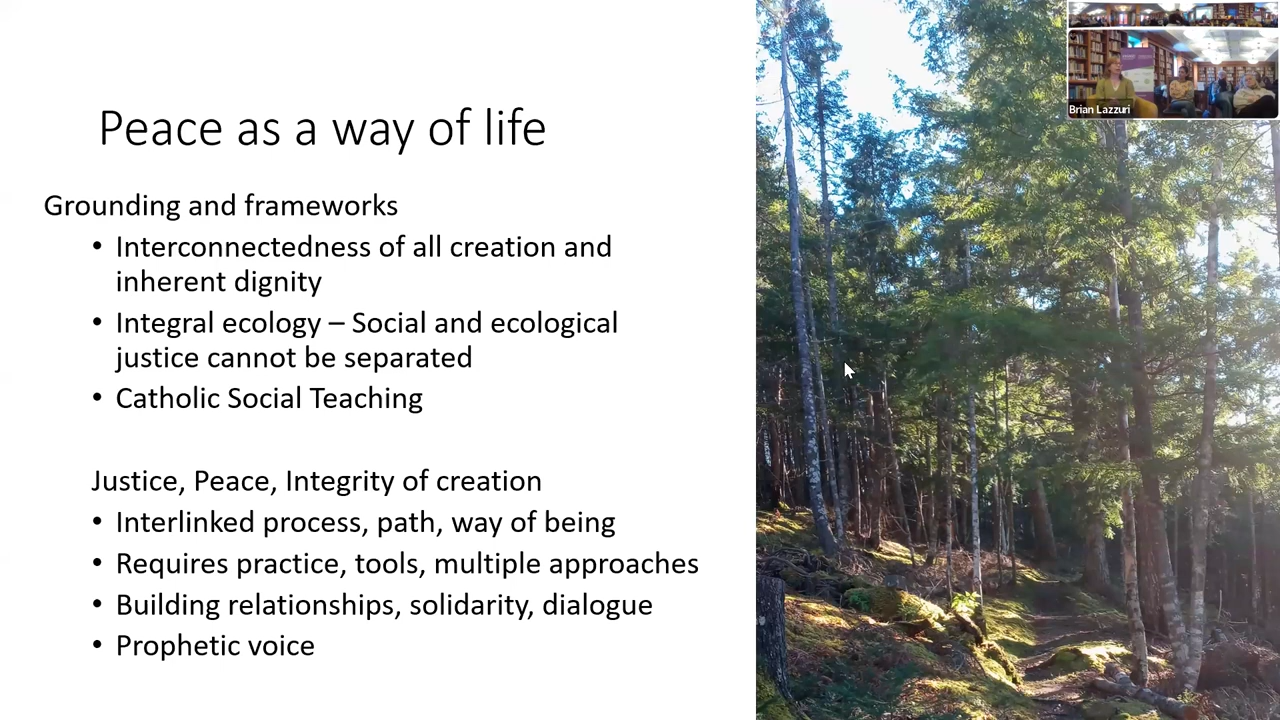 Peace as a way of life
Grounding and frameworks
• Interconnectedness of all creation and
inherent dignity
• Integral ecology – Social and ecological
justice cannot be separated
• Catholic Social Teaching
Justice, Peace, Integrity of creation
• Interlinked process, path, way of being
• Requires practice, tools, multiple approaches
• Building relationships, solidarity, dialogue
• Prophetic voice
Brian Lazzuri